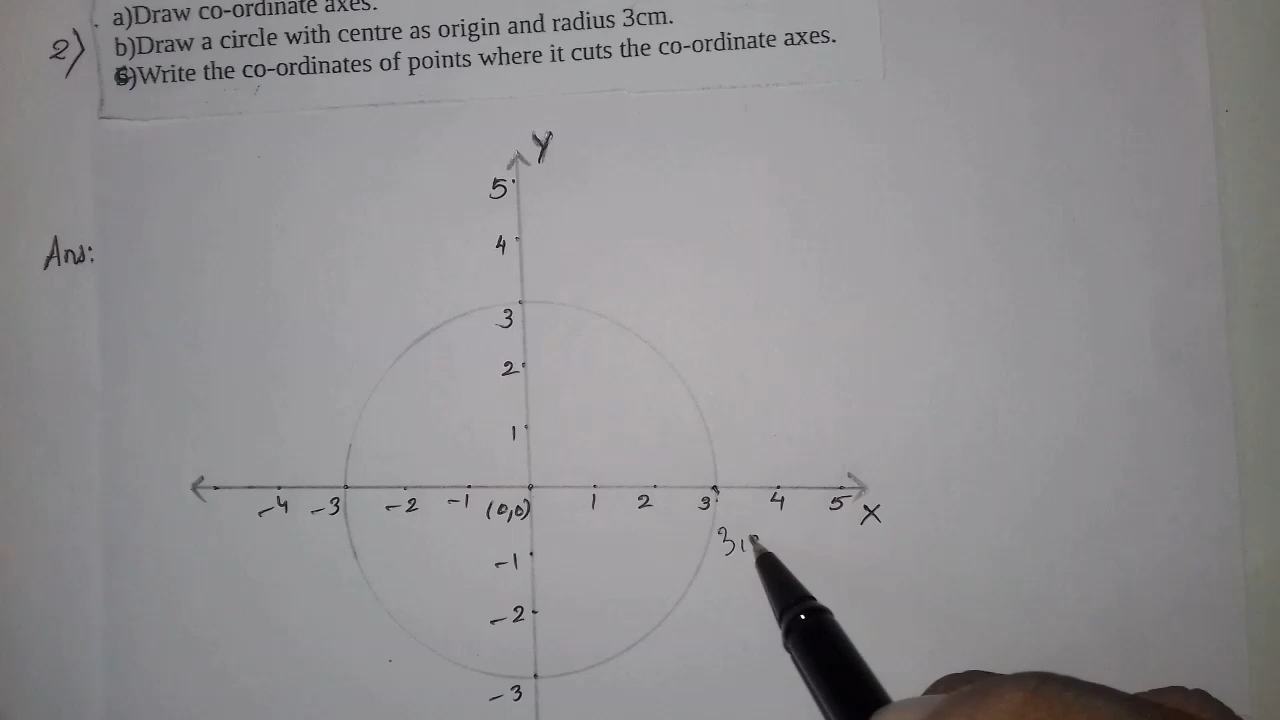 a)Draw co-ordinate axes.
2) b)Draw a circle with centre as origin and radius 3cm.
c)Write the co-ordinates of points where it cuts the co-ordinate axes.
Y
5
4
Ans:
3
2
1
-4 -3 -2 -1 (0,0) 1 2 3 4 5 X
3,0
-1
-2
-3